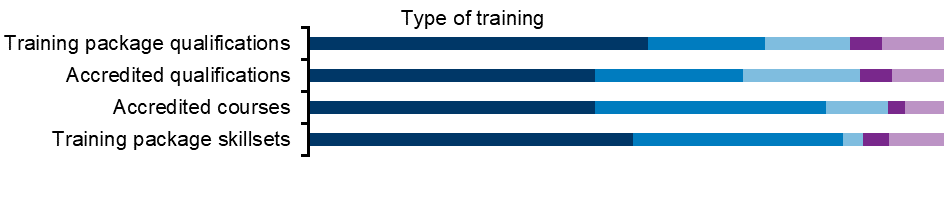 Type of training
Training package qualifications
Accredited qualifications
Accredited courses
Training package skillsets